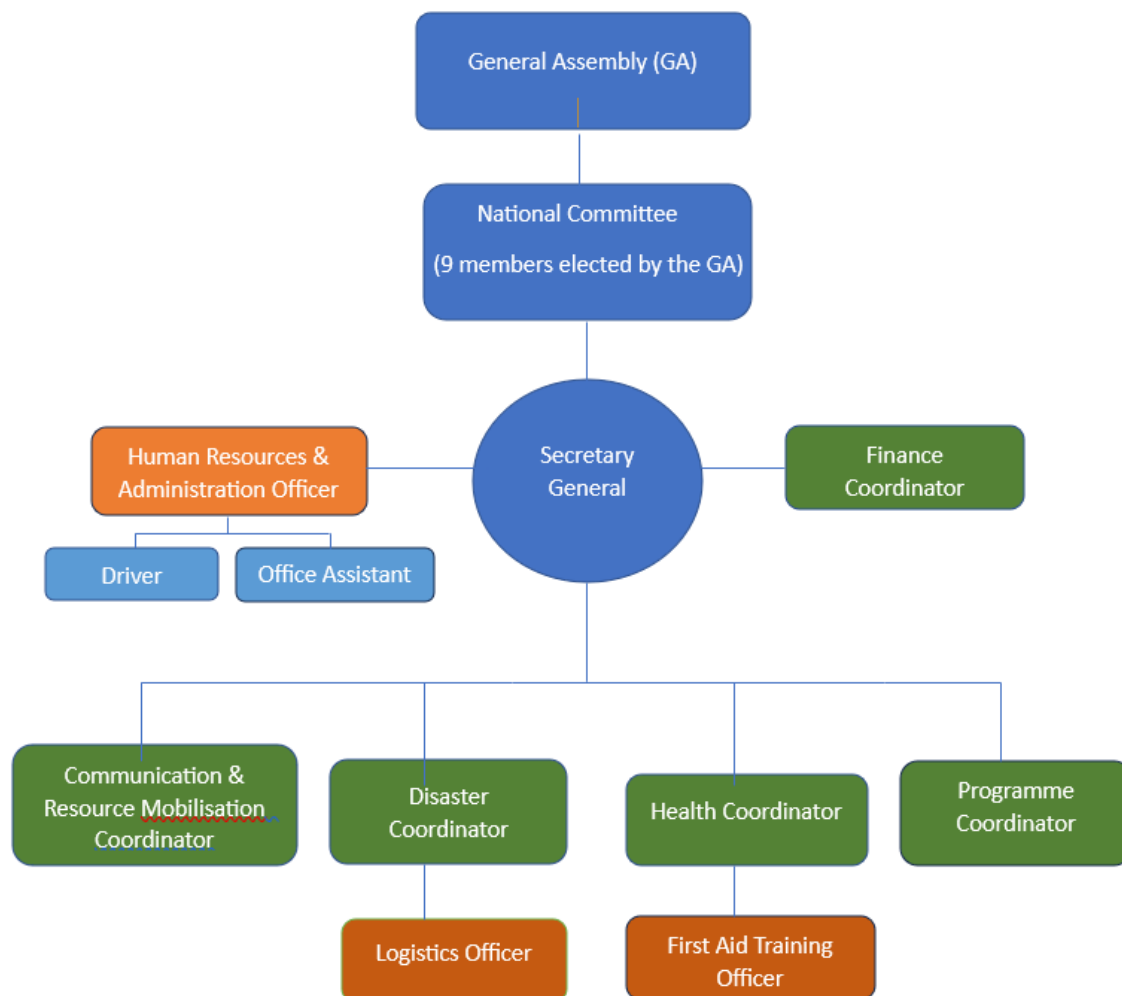 General Assembly (GA)
National Committee
(9 members elected by the GA)
Secretary
General
Human Resources &
Administration Officer
Finance
Coordinator
Driver
Office Assistant
Communication &
Resource Mobilisation
Coordinator
Disaster
Coordinator
Health Coordinator
Programme
Coordinator
Logistics Officer
First Aid Training
Officer